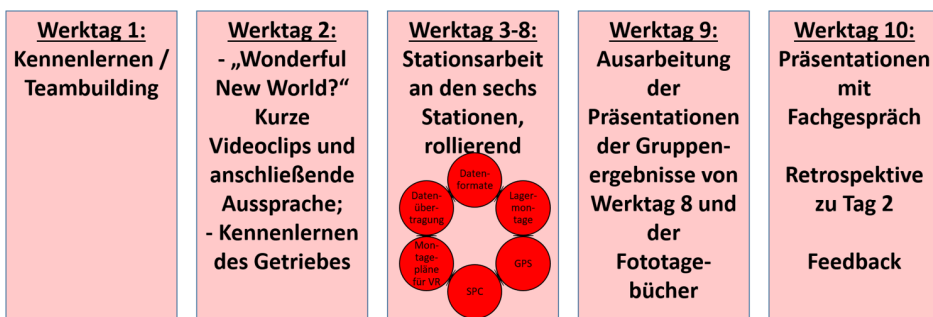 Werktag 1:
Kennenlernen /
Teambuilding
Werktag 2:
- „Wonderful
New World?“
Kurze
Videoclips und
anschließende
Aussprache;
- Kennenlernen
des Getriebes
Werktag 3-8:
Stationsarbeit
an den sechs
Stationen,
rollierend
Daten-
formate
Lager-
mon-
tage
GPS
SPC
Mon-
tage-
pläne
für VR
Daten-
über-
tragung
Werktag 9:
Ausarbeitung
der
Präsentationen
der Gruppen-
ergebnisse von
Werktag 8 und
der
Fototage-
bücher
Werktag 10:
Präsentationen
mit
Fachgespräch
Retrospektive
zu Tag 2
Feedback